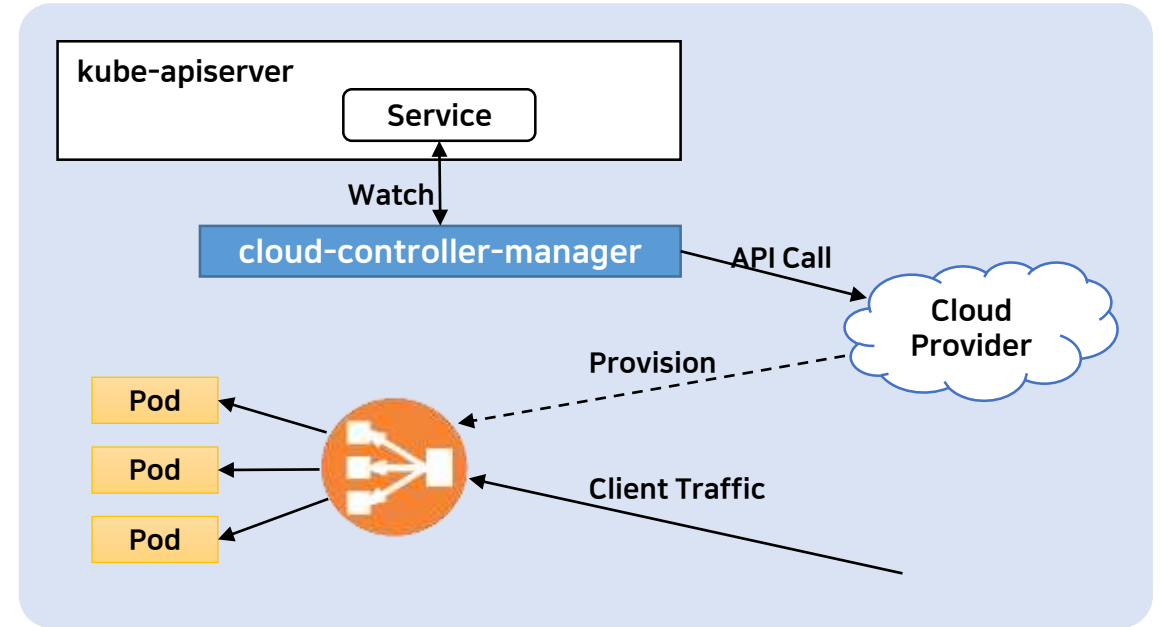 kube-apiserver
Service
Watch
cloud-controller-manager
API Call
Cloud
Provider
Provision
Pod
Pod
Client Traffic
Pod